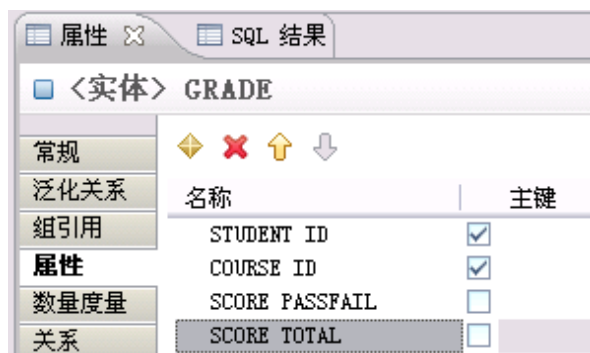 属性 SQL 结果
<实体> GRADE
常规
泛化关系
名称 主键
组引用 STUDENT ID
属性 COURSE ID
数量度量 SCORE PASSFAIL
关系 SCORE TOTAL